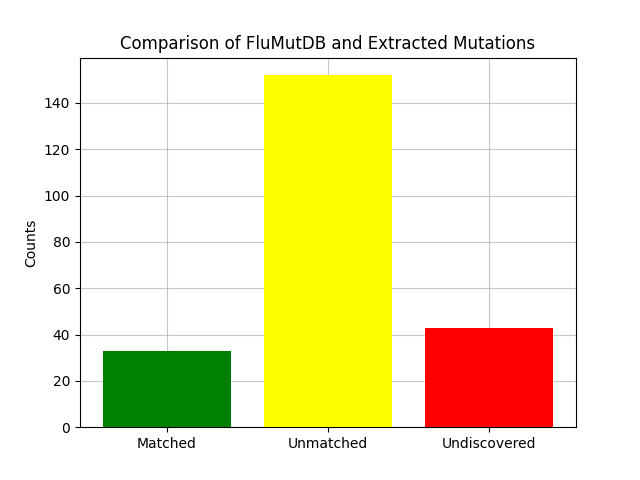 Comparison of FluMutDB and Extracted Mutations
Counts
140
120
100
80
60
40
20
0
Matched
Unmatched
Undiscovered